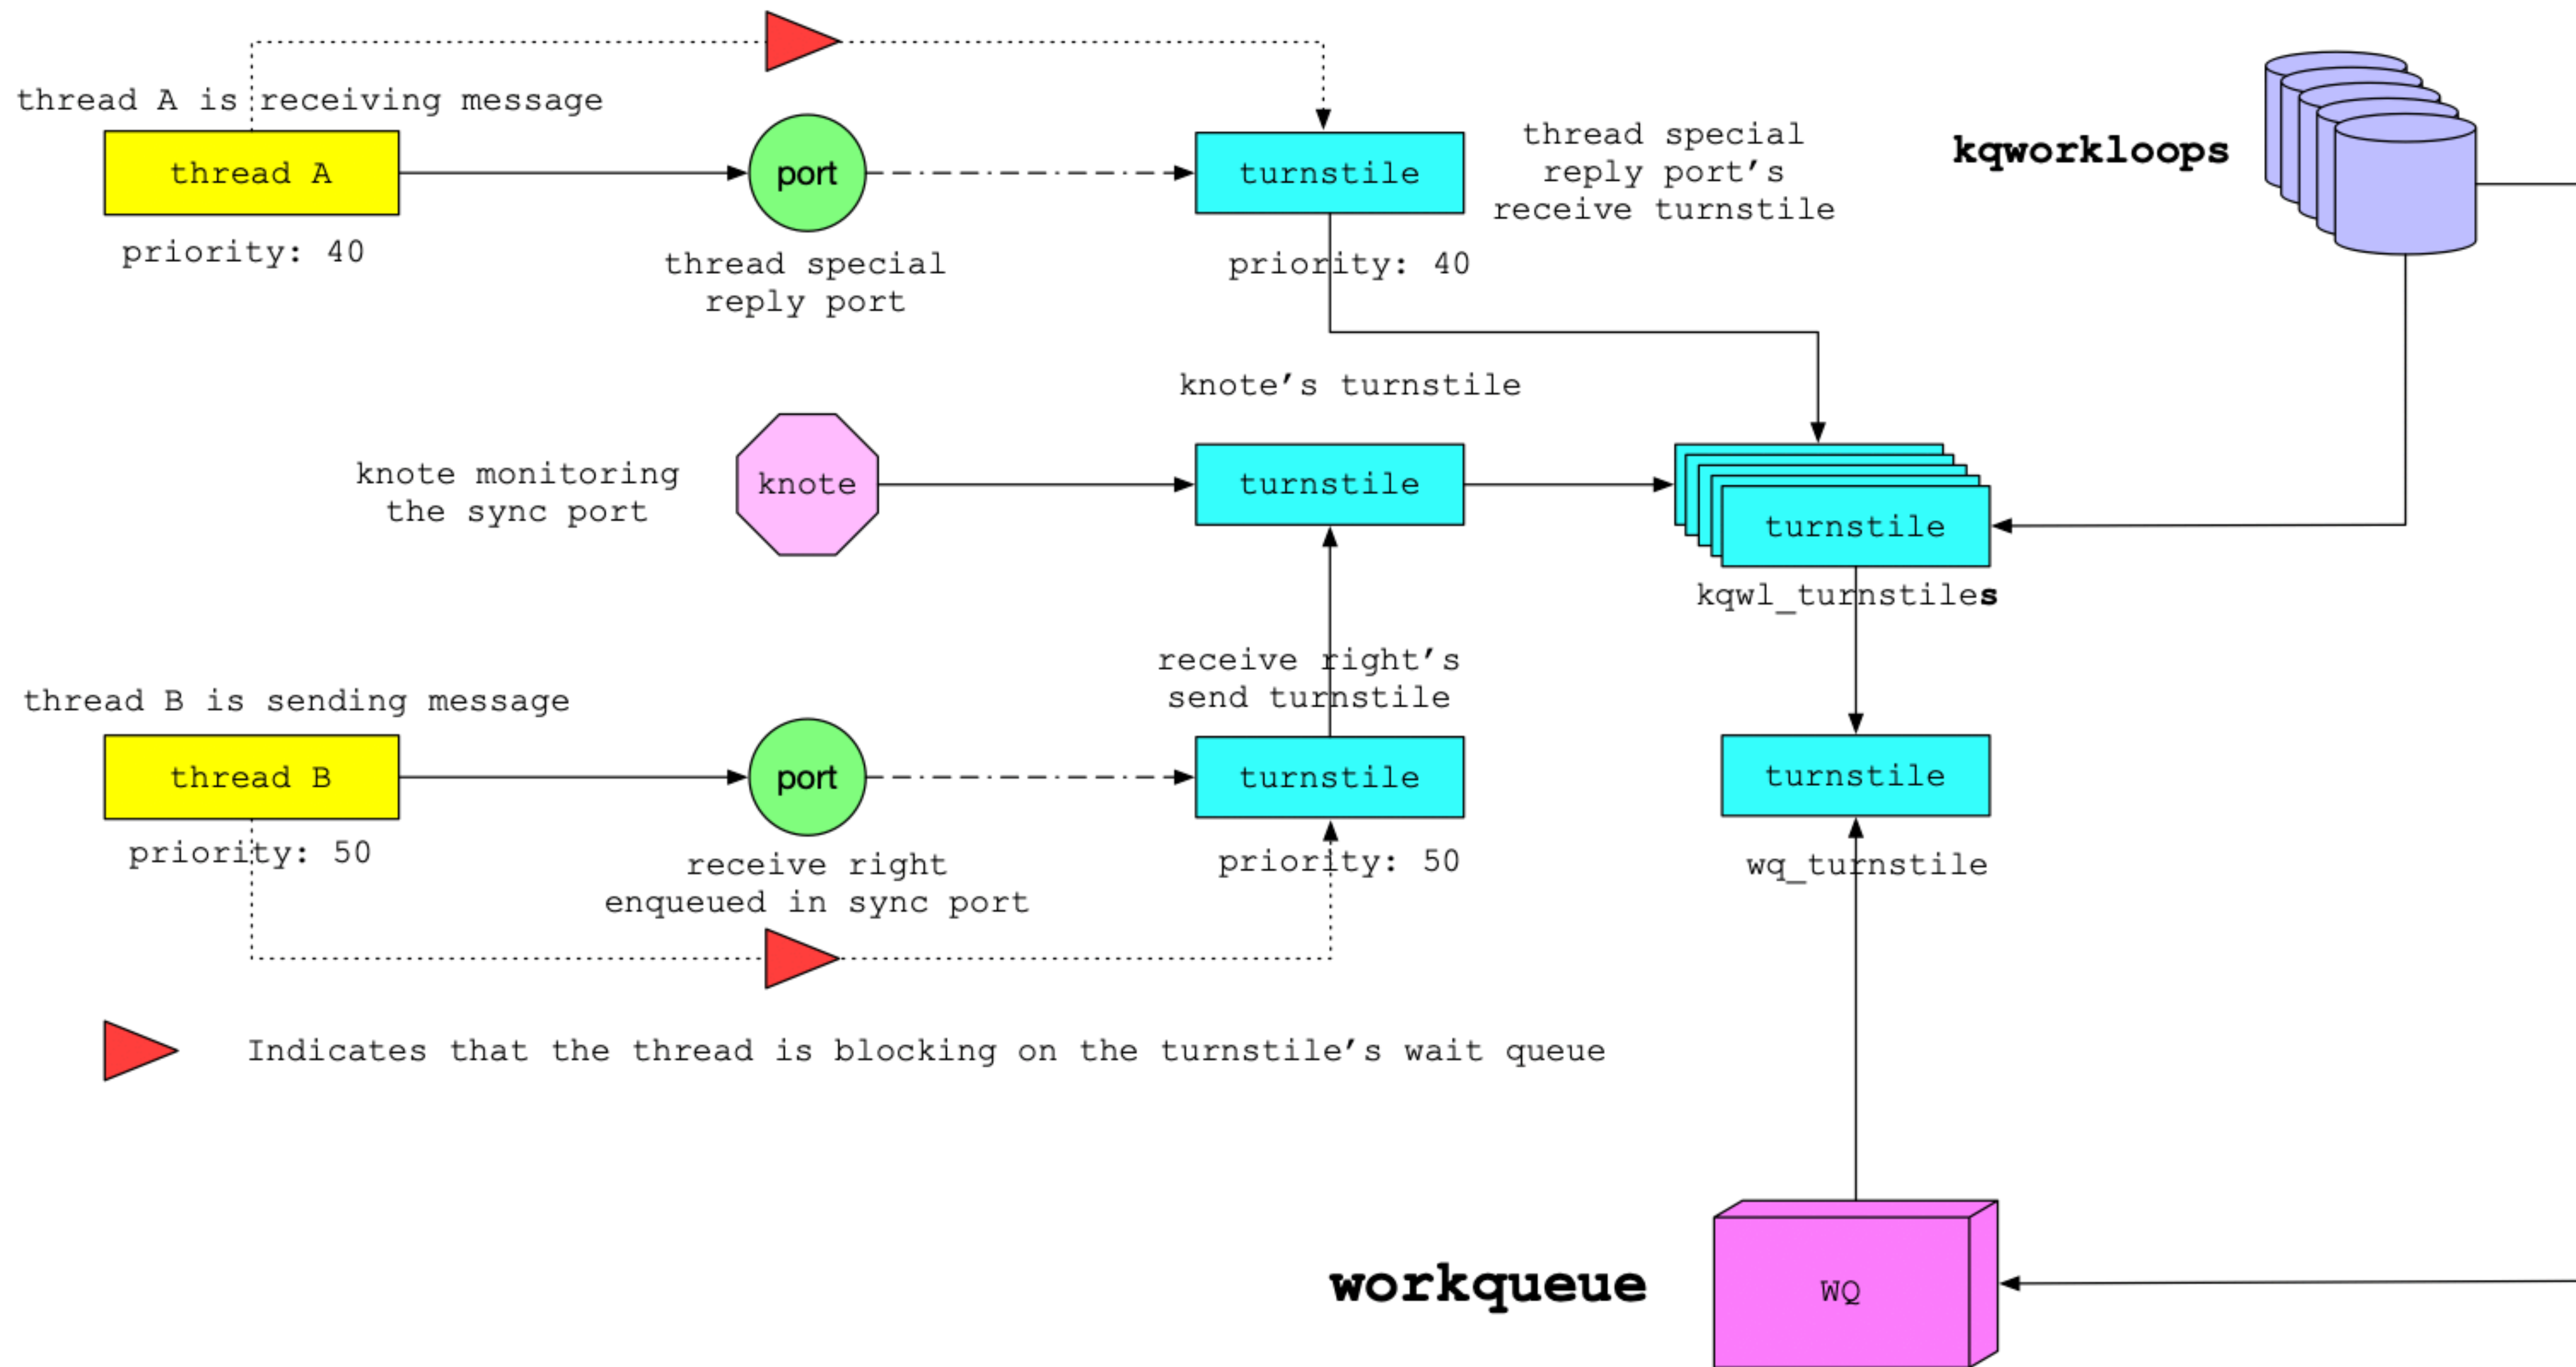 thread A is receiving message
thread A
priority: 40
port
thread special
reply port
turnstile
priority: 40
thread special
reply port’s
receive turnstile
kqworkloops
knote’s turnstile
knote monitoring
the sync port
knote
turnstile
turnstile
kqwl_turnstiles
thread B is sending message
thread B
priority: 50
port
receive right
enqueued in sync port
receive right’s
send turnstile
turnstile
priority: 50
turnstile
wq_turnstile
Indicates that the thread is blocking on the turnstile’s wait queue
workqueue
WQ